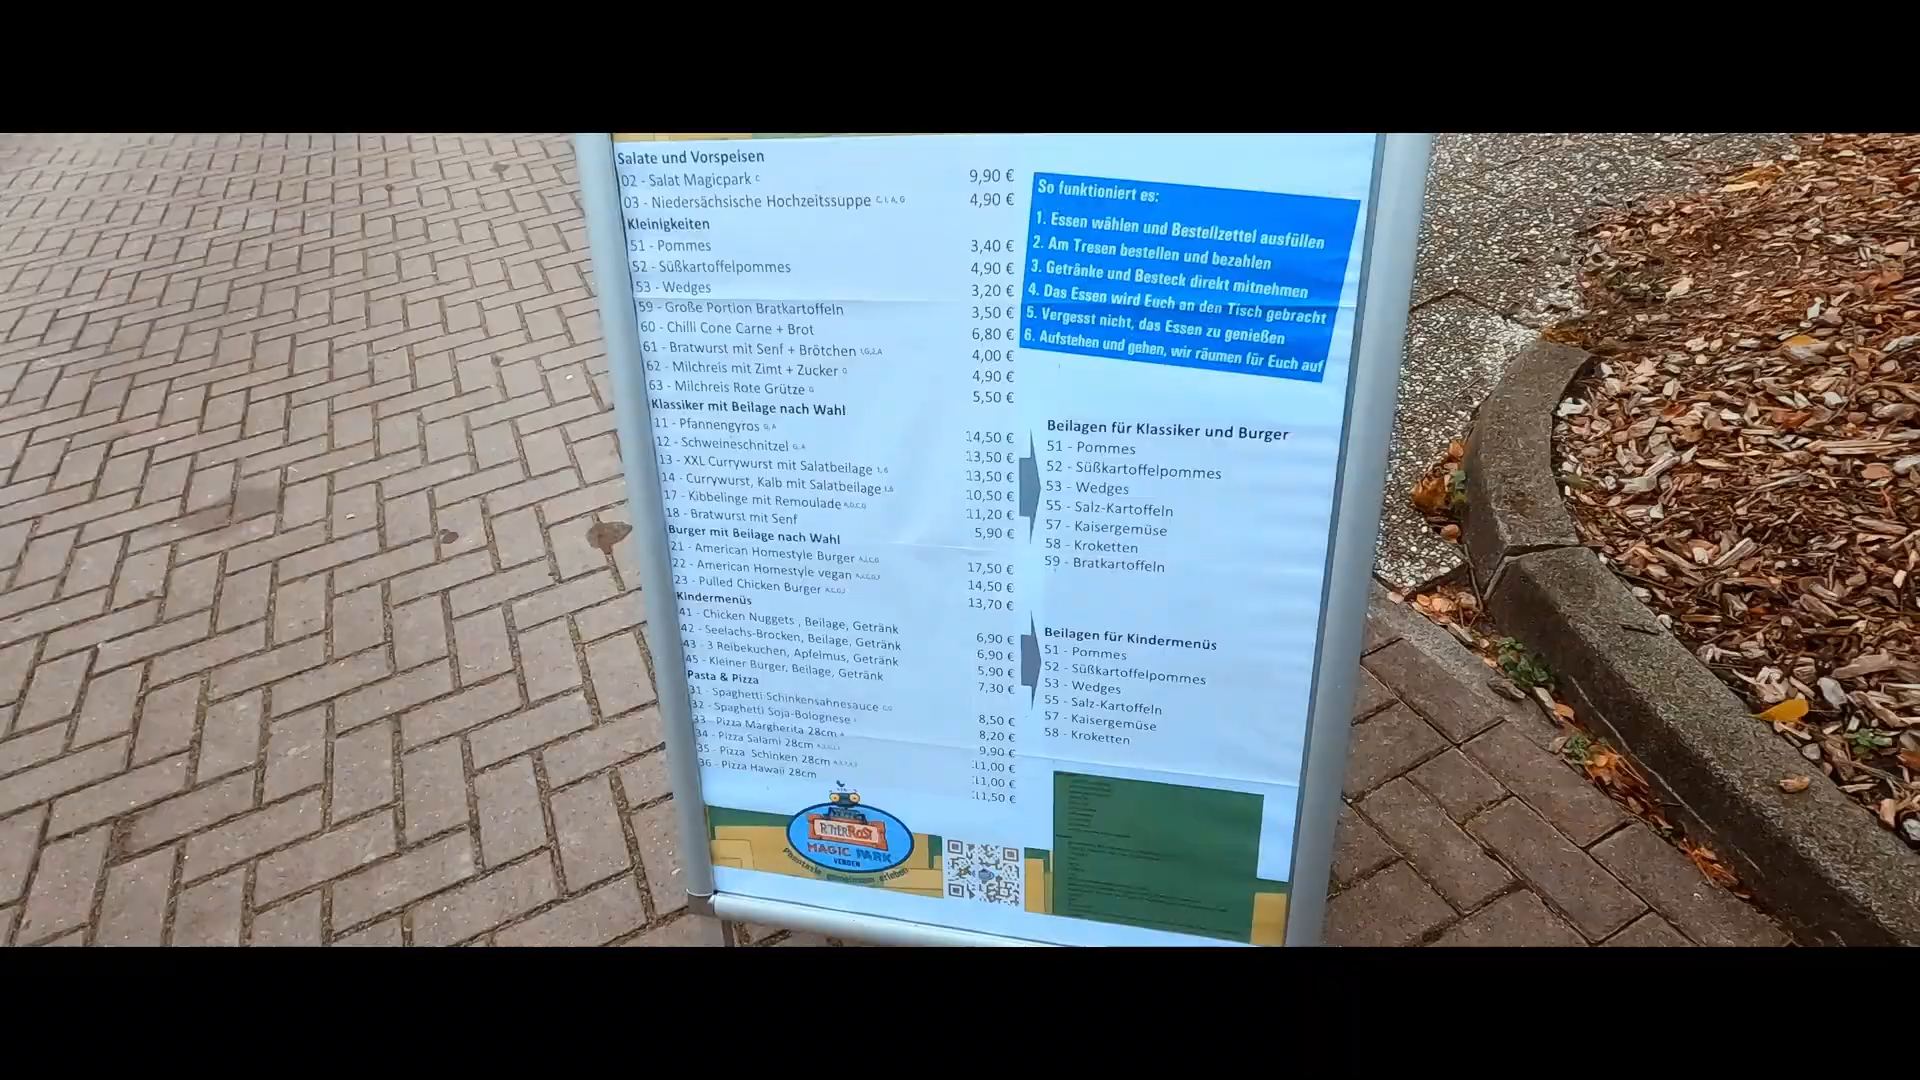 Salate und Vorspeisen
02 - Salat Magicpark C 9,90 €
03 - Niedersächsische Hochzeitssuppe C, I, A, G 4,90 €
Kleinigkeiten
51 - Pommes 3,40 €
52 - Süßkartoffelpommes 4,90 €
53 - Wedges 3,20 €
59 - Große Portion Bratkartoffeln 3,50 €
60 - Chilli Cone Carne + Brot 6,80 €
61 - Bratwurst mit Senf + Brötchen 4,00 €
62 - Milchreis mit Zimt + Zucker G 4,90 €
63 - Milchreis Rote Grütze G 5,50 €
Klassiker mit Beilage nach Wahl
11 - Pfannengyros G, A 14,50 €
12 - Schweineschnitzel G, A 13,50 €
13 - XXL Currywurst mit Salatbeilage 13,50 €
14 - Currywurst, Kalb mit Salatbeilage 10,50 €
17 - Kibbelinge mit Remoulade 11,20 €
18 - Bratwurst mit Senf 5,90 €
Burger mit Beilage nach Wahl
21 - American Homestyle Burger 17,50 €
22 - American Homestyle vegan 14,50 €
23 - Pulled Chicken Burger 13,70 €
Kindermenüs
41 - Chicken Nuggets , Beilage, Getränk 6,90 €
42 - Seelachs-Brocken, Beilage, Getränk 6,90 €
43 - 3 Reibekuchen, Apfelmus, Getränk 5,90 €
45 - Kleiner Burger, Beilage, Getränk 7,30 €
Pasta & Pizza
31 - Spaghetti Schinkensahnesauce 8,50 €
32 - Spaghetti Soja-Bolognese 8,20 €
33 - Pizza Margherita 28cm 9,90 €
34 - Pizza Salami 28cm 11,00 €
35 - Pizza Schinken 28cm 11,00 €
36 - Pizza Hawaii 28cm 11,50 €
So funktioniert es:
1. Essen wählen und Bestellzettel ausfüllen
2. Am Tresen bestellen und bezahlen
3. Getränke und Besteck direkt mitnehmen
4. Das Essen wird Euch an den Tisch gebracht
5. Vergesst nicht, das Essen zu genießen
6. Aufstehen und gehen, wir räumen für Euch auf
Beilagen für Klassiker und Burger
51 - Pommes
52 - Süßkartoffelpommes
53 - Wedges
55 - Salz-Kartoffeln
57 - Kaisergemüse
58 - Kroketten
59 - Bratkartoffeln
Beilagen für Kindermenüs
51 - Pommes
52 - Süßkartoffelpommes
53 - Wedges
55 - Salz-Kartoffeln
57 - Kaisergemüse
58 - Kroketten
RITTER ROST
MAGIC PARK
VERDEN
Phantasie gemeinsam erleben